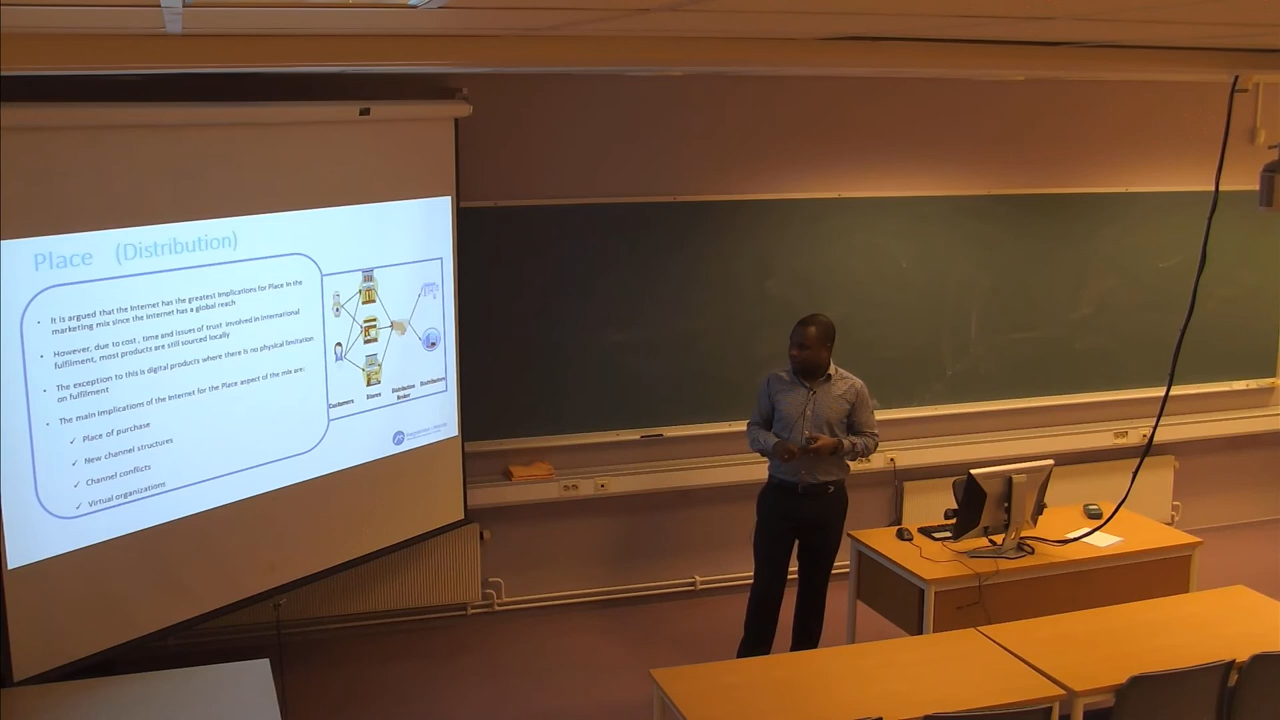 Place (Distribution)
• It is argued that the Internet has the greatest implications for Place in the
marketing mix since the Internet has a global reach
• However, due to cost , time and issues of trust involved in International
fulfilment, most products are still sourced locally
• The exception to this is digital products where there is no physical limitation
on fulfilment
• The main implications of the Internet for the Place aspect of the mix are:
✓ Place of purchase
✓ New channel structures
✓ Channel conflicts
✓ Virtual organizations
Customers
Stores
Distribution
Broker
Distributors